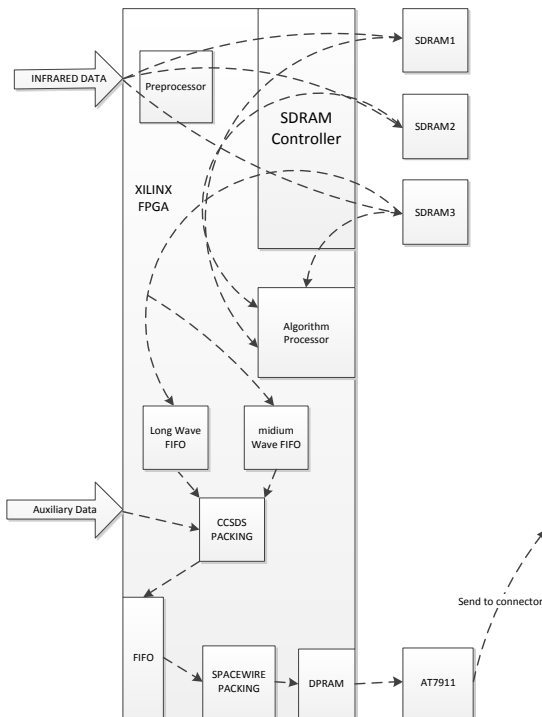 SDRAM1
INFRARED DATA
Preprocessor
SDRAM
Controller
SDRAM2
XILINX
FPGA
SDRAM3
Algorithm
Processor
Long Wave
FIFO
midium
Wave FIFO
Auxiliary Data
CCSDS
PACKING
Send to connector
FIFO
SPACEWIRE
PACKING
DPRAM
AT7911